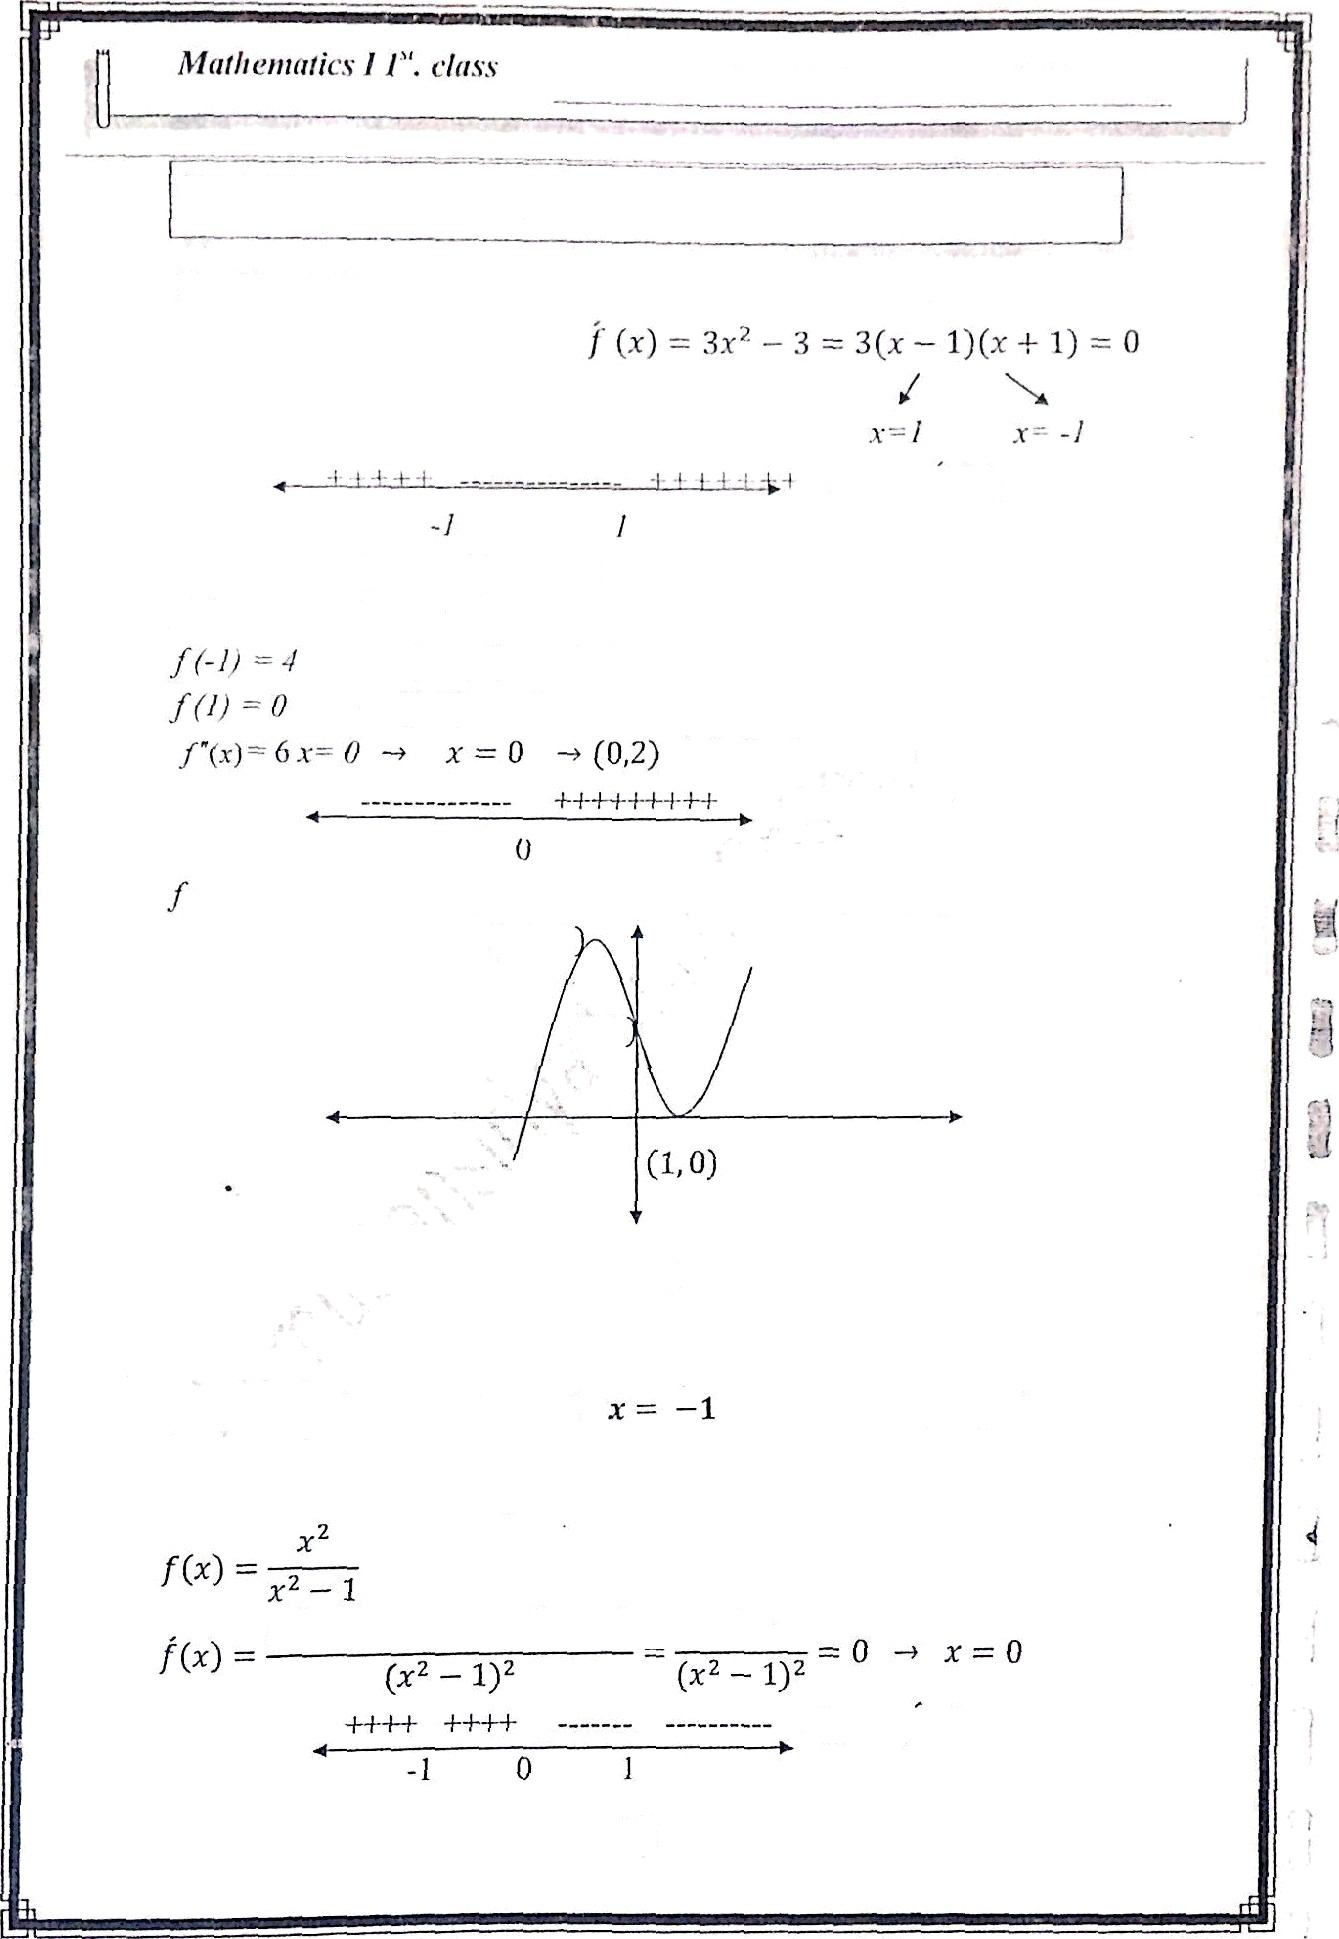 Mathematics I 1st. class
f́ (x) = 3x² − 3 = 3(x − 1)(x + 1) = 0
x=1 x= -1
+++++ -------------- +++++++
-1 1
f(-1) = 4
f(1) = 0
f"(x)= 6x= 0 → x = 0 → (0,2)
-------------- +++++++++
0
f
(1,0)
x = −1
f(x) = x² / (x² − 1)
f́(x) = / (x² − 1)² = / (x² − 1)² = 0 → x = 0
++++ ++++ ------- ----------
-1 0 1